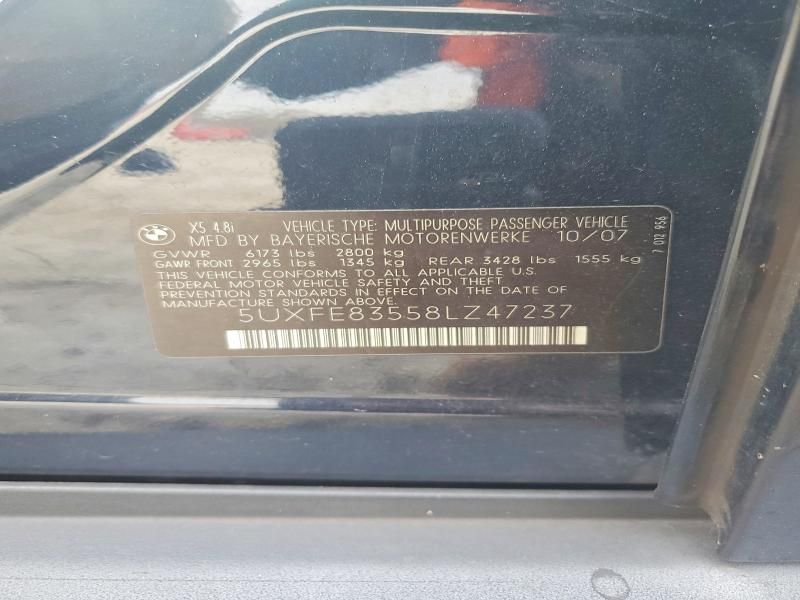 X5 4.8i VEHICLE TYPE: MULTIPURPOSE PASSENGER VEHICLE
MFD BY BAYERISCHE MOTORENWERKE 10/07
GVWR 6173 lbs 2800 kg
GAWR FRONT 2965 lbs 1345 kg REAR 3428 lbs 1555 kg
THIS VEHICLE CONFORMS TO ALL APPLICABLE U.S.
FEDERAL MOTOR VEHICLE SAFETY AND THEFT
PREVENTION STANDARDS IN EFFECT ON THE DATE OF
MANUFACTURE SHOWN ABOVE.
5UXFE83558LZ47237
7 012 956